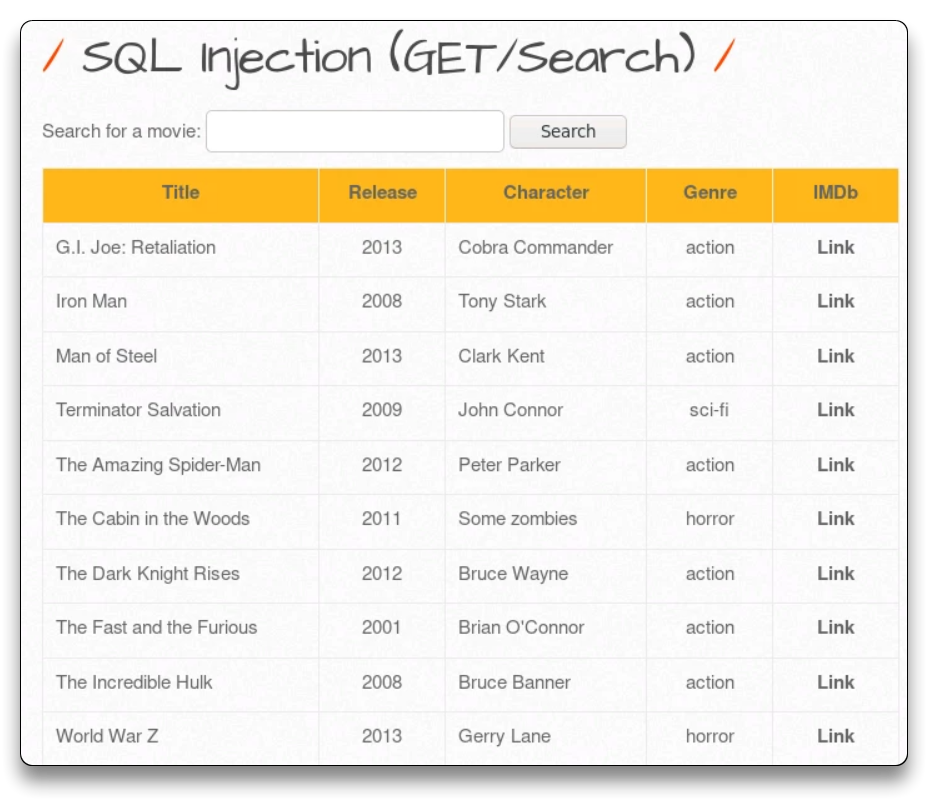 / SQL Injection (GET/Search) /
Search for a movie: Search
Title Release Character Genre IMDb
G.I. Joe: Retaliation 2013 Cobra Commander action Link
Iron Man 2008 Tony Stark action Link
Man of Steel 2013 Clark Kent action Link
Terminator Salvation 2009 John Connor sci-fi Link
The Amazing Spider-Man 2012 Peter Parker action Link
The Cabin in the Woods 2011 Some zombies horror Link
The Dark Knight Rises 2012 Bruce Wayne action Link
The Fast and the Furious 2001 Brian O'Connor action Link
The Incredible Hulk 2008 Bruce Banner action Link
World War Z 2013 Gerry Lane horror Link